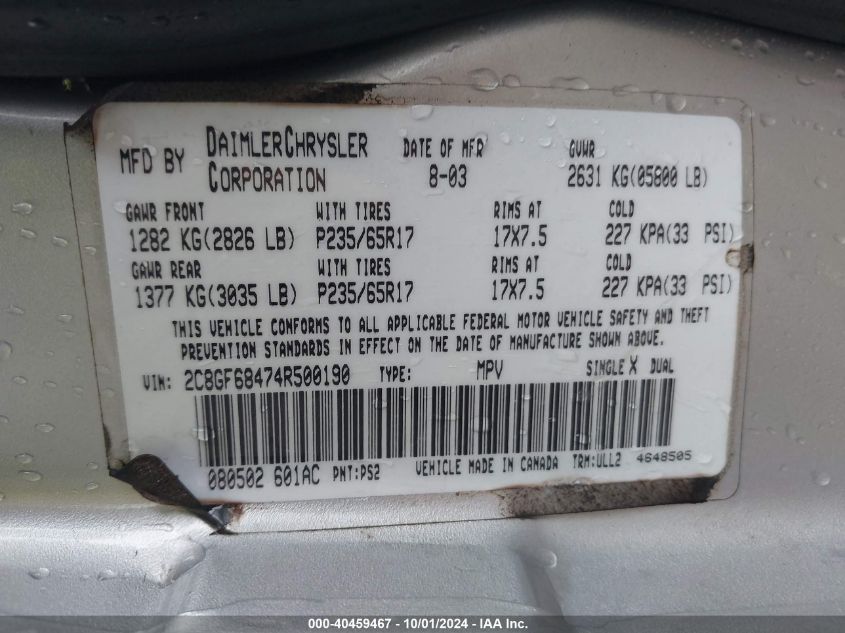 MFD BY DAIMLERCHRYSLER CORPORATION DATE OF MFR 8-03 GVWR 2631 KG(05800 LB)
GAWR FRONT WITH TIRES RIMS AT COLD
1282 KG(2826 LB) P235/65R17 17X7.5 227 KPA(33 PSI)
GAWR REAR WITH TIRES RIMS AT COLD
1377 KG(3035 LB) P235/65R17 17X7.5 227 KPA(33 PSI)
THIS VEHICLE CONFORMS TO ALL APPLICABLE FEDERAL MOTOR VEHICLE SAFETY AND THEFT
PREVENTION STANDARDS IN EFFECT ON THE DATE OF MANUFACTURE SHOWN ABOVE.
VIN: 2C8GF68474R500190 TYPE: MPV SINGLE X DUAL
080502 601AC PNT:PS2 VEHICLE MADE IN CANADA TRM:ULL2 4648505
000-40459467 - 10/01/2024 - IAA Inc.